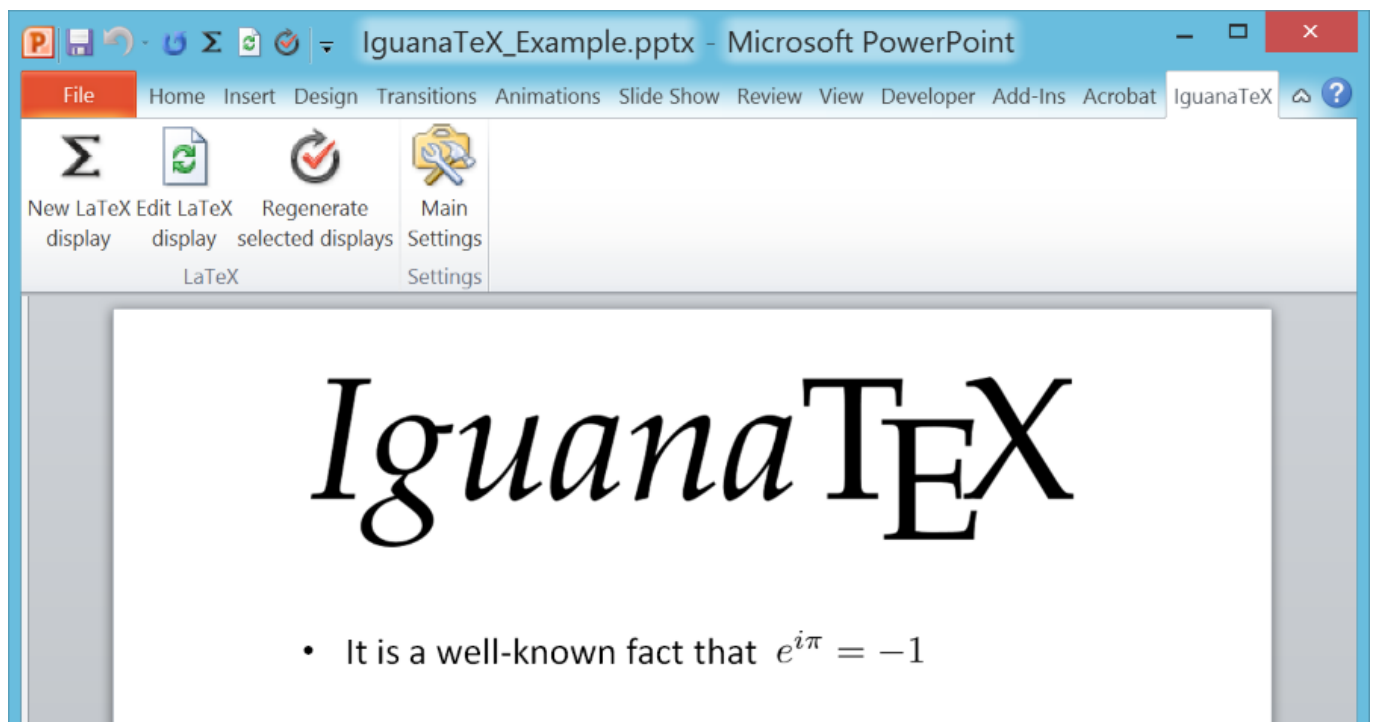 IguanaTeX_Example.pptx - Microsoft PowerPoint
File Home Insert Design Transitions Animations Slide Show Review View Developer Add-Ins Acrobat IguanaTeX
New LaTeX display
Edit LaTeX display
Regenerate selected displays
Main Settings
LaTeX
Settings
IguanaTEX
• It is a well-known fact that $e^{i\pi} = -1$